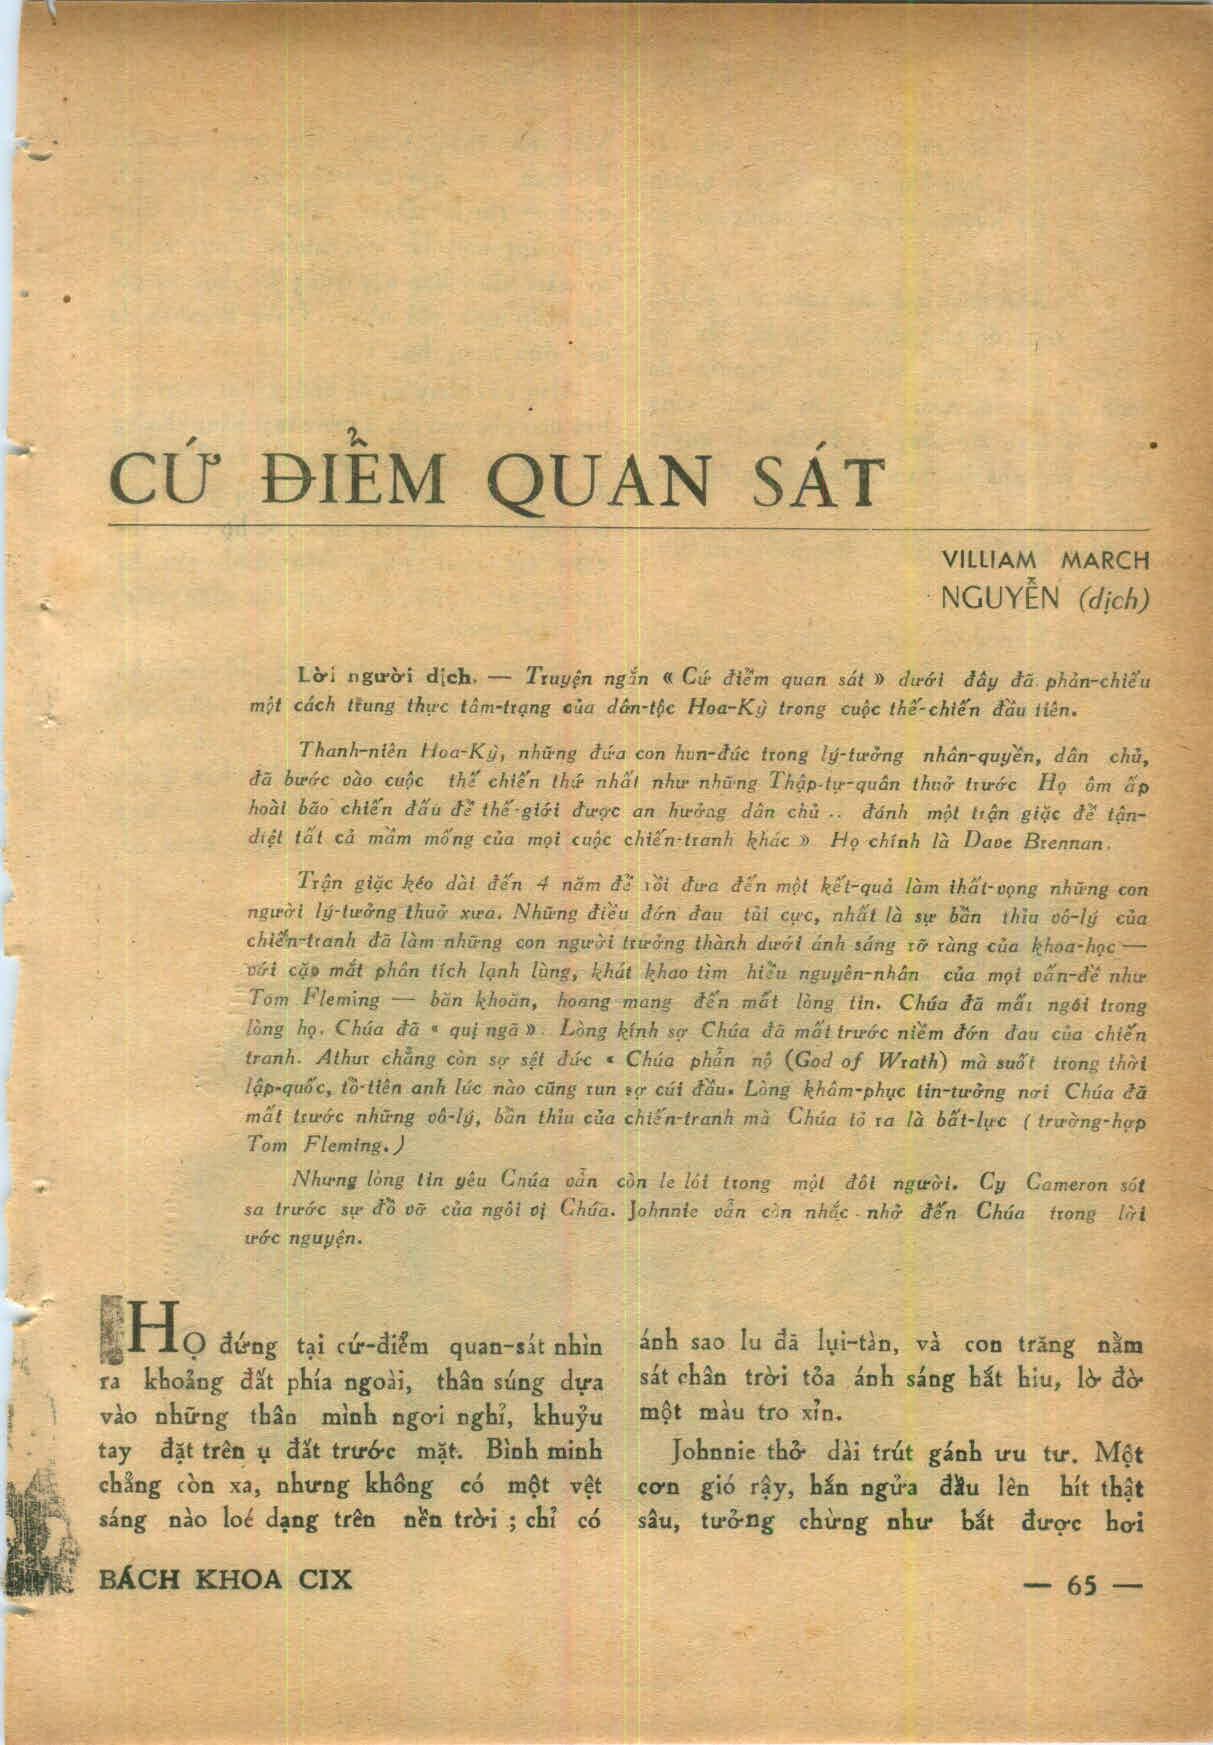 CỨ ĐIỂM QUAN SÁT
VILLIAM MARCH
NGUYỄN (dịch)
Lời người dịch. — Truyện ngắn « Cứ điểm quan sát » dưới đây đã phản-chiếu
một cách trung thực tâm-trạng của dân-tộc Hoa-Kỳ trong cuộc thế-chiến đầu tiên.
Thanh-niên Hoa-Kỳ, những đứa con hun-đúc trong lý-tưởng nhân-quyền, dân chủ,
đã bước vào cuộc thế chiến thứ nhất như những Thập-tự-quân thuở trước Họ ôm ấp
hoài bão chiến đấu để thế-giới được an hưởng dân chủ .. đánh một trận giặc để tận-
diệt tất cả mầm mống của mọi cuộc chiến-tranh khác » Họ chính là Dave Brennan.
Trận giặc kéo dài đến 4 năm để rồi đưa đến một kết-quả làm thất-vọng những con
người lý-tưởng thuở xưa. Những điều đớn đau tủi cực, nhất là sự bần thỉu vô-lý của
chiến-tranh đã làm những con người trưởng thành dưới ánh sáng rỡ ràng của khoa-học —
với cặp mắt phân tích lạnh lùng, khát khao tìm hiểu nguyên-nhân của mọi vấn-đề như
Tom Fleming — băn khoăn, hoang mang đến mất lòng tin. Chúa đã mất ngôi trong
lòng họ. Chúa đã « quị ngã ». Lòng kính sợ Chúa đã mất trước niềm đớn đau của chiến
tranh. Athur chẳng còn sợ sệt đức « Chúa phẫn nộ (God of Wrath) mà suốt trong thời
lập-quốc, tổ-tiên anh lúc nào cũng run sợ cúi đầu. Lòng khâm-phục tin-tưởng nơi Chúa đã
mất trước những vô-lý, bần thỉu của chiến-tranh mà Chúa tỏ ra là bất-lực ( trường-hợp
Tom Fleming.)
Nhưng lòng tin yêu Chúa vẫn còn le lói trong một đôi người. Cy Cameron sót
sa trước sự đổ vỡ của ngôi vị Chúa. Johnnie vẫn còn nhắc - nhở đến Chúa trong lời
ước nguyện.
HỌ đứng tại cứ-điểm quan-sát nhìn
ra khoảng đất phía ngoài, thân súng dựa
vào những thân mình ngơi nghỉ, khuỷu
tay đặt trên ụ đất trước mặt. Bình minh
chẳng còn xa, nhưng không có một vệt
sáng nào loé dạng trên nền trời ; chỉ có
ánh sao lu đã lụi-tàn, và con trăng nằm
sát chân trời tỏa ánh sáng hắt hiu, lờ đờ
một màu tro xỉn.
Johnnie thở dài trút gánh ưu tư. Một
cơn gió rậy, hắn ngửa đầu lên hít thật
sâu, tưởng chừng như bắt được hơi
BÁCH KHOA CIX
— 65 —